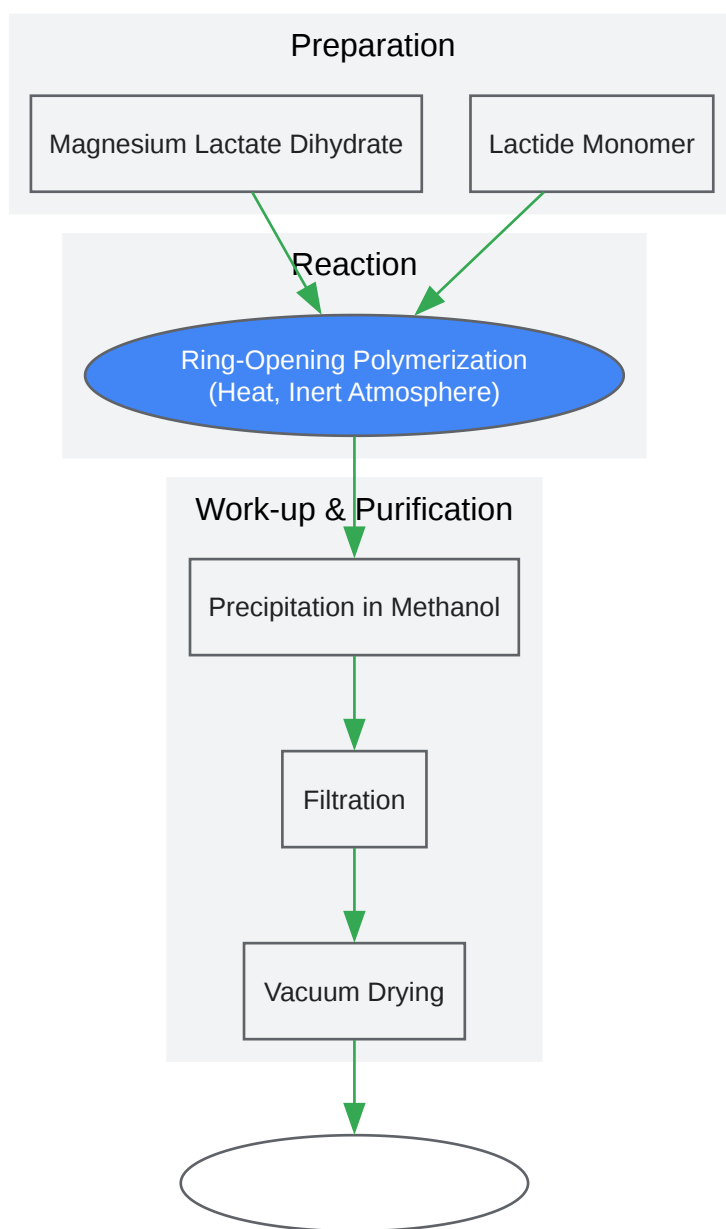 Preparation
Magnesium Lactate Dihydrate
Lactide Monomer
Reaction
Ring-Opening Polymerization
(Heat, Inert Atmosphere)
Work-up & Purification
Precipitation in Methanol
Filtration
Vacuum Drying